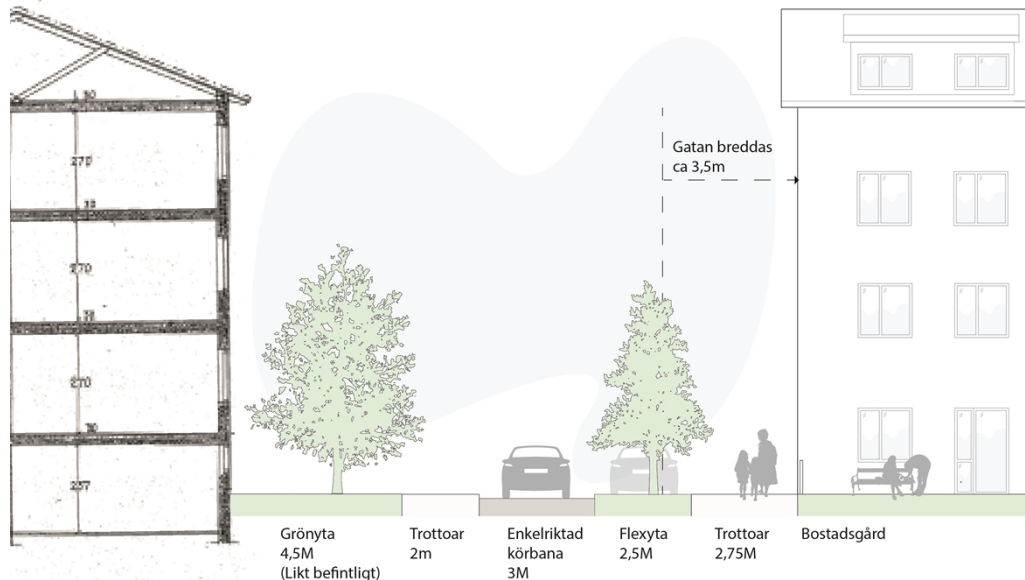 30
270
33
270
33
270
30
237
Gatan breddas
ca 3,5m
Grönyta
4,5M
(Likt befintligt)
Trottoar
2m
Enkelriktad
körbana
3M
Flexyta
2,5M
Trottoar
2,75M
Bostadsgård